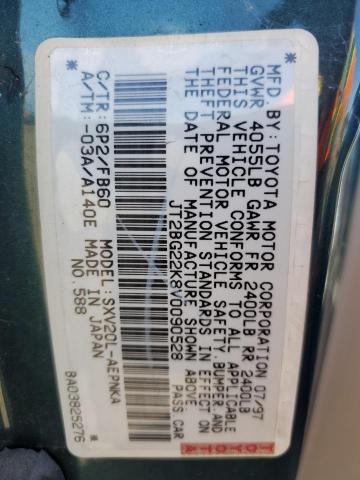 MFD. BY: TOYOTA MOTOR CORPORATION 07/97
GVWR 4055LB GAWR FR 2400LB RR 2400LB
THIS VEHICLE CONFORMS TO ALL APPLICABLE
FEDERAL MOTOR VEHICLE SAFETY, BUMPER, AND
THEFT PREVENTION STANDARDS IN EFFECT ON
THE DATE OF MANUFACTURE SHOWN ABOVE.
JT2BG22K8V0090528 PASS. CAR
C/TR: 6P2/FB60 MODEL: SXV20L-AEPNKA
A/TM: -03A/A140E MADE IN JAPAN
NO. 588
8A03825276